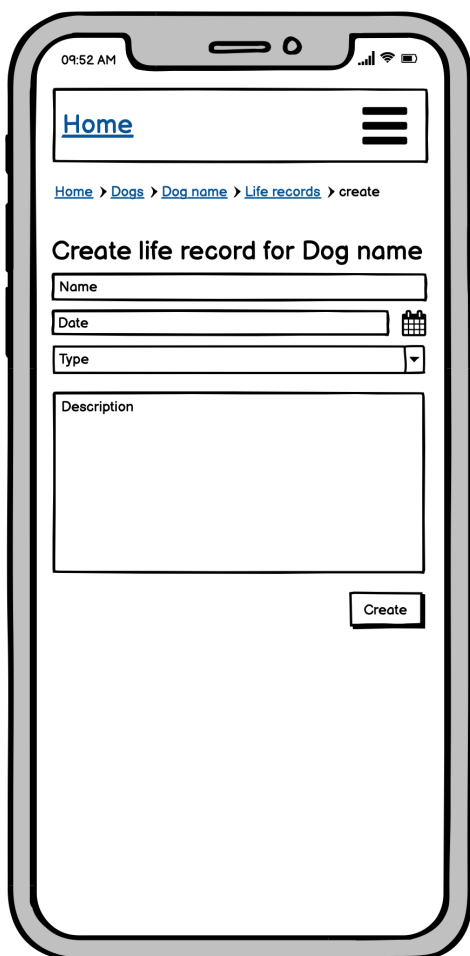 09:52 AM
Home
Home > Dogs > Dog name > Life records > create
Create life record for Dog name
Name
Date
Type
Description
Create